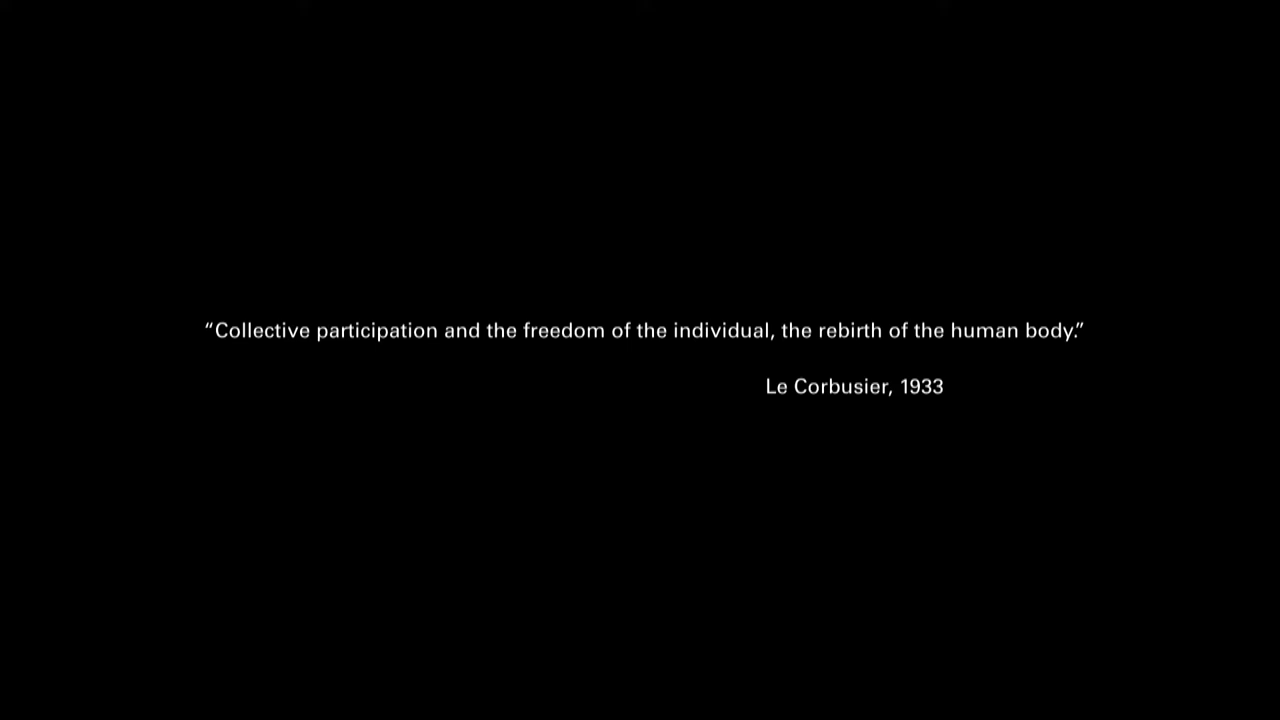 “Collective participation and the freedom of the individual, the rebirth of the human body.”
Le Corbusier, 1933